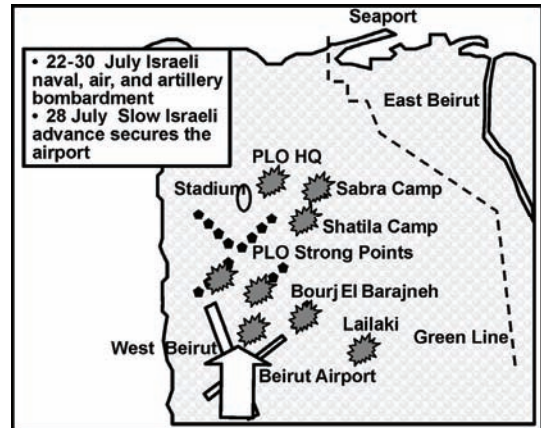 Seaport
• 22-30 July Israeli
naval, air, and artillery
bombardment
• 28 July Slow Israeli
advance secures the
airport
East Beirut
PLO HQ
Stadium
Sabra Camp
Shatila Camp
PLO Strong Points
Bourj El Barajneh
Lailaki
West Beirut
Green Line
Beirut Airport